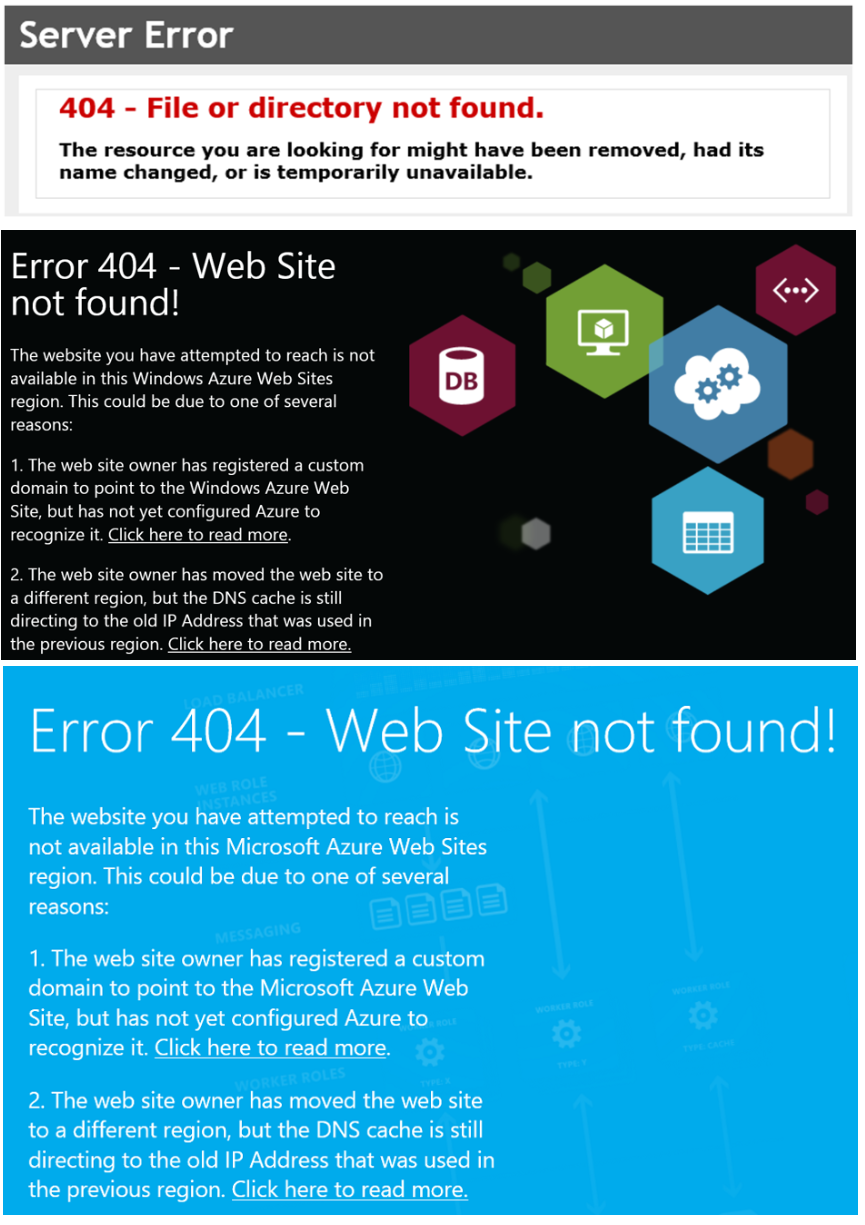 Server Error
404 - File or directory not found.
The resource you are looking for might have been removed, had its
name changed, or is temporarily unavailable.
Error 404 - Web Site
not found!
The website you have attempted to reach is not
available in this Windows Azure Web Sites
region. This could be due to one of several
reasons:
1. The web site owner has registered a custom
domain to point to the Windows Azure Web
Site, but has not yet configured Azure to
recognize it. Click here to read more.
2. The web site owner has moved the web site to
a different region, but the DNS cache is still
directing to the old IP Address that was used in
the previous region. Click here to read more.
DB
LOAD BALANCER
Error 404 - Web Site not found!
WEB ROLE
INSTANCES
The website you have attempted to reach is
not available in this Microsoft Azure Web Sites
region. This could be due to one of several
reasons:
MESSAGING
1. The web site owner has registered a custom
domain to point to the Microsoft Azure Web
Site, but has not yet configured Azure to
recognize it. Click here to read more.
WORKER ROLE
WORKER ROLE
WORKER ROLE
TYPE: CACHE
WORKER ROLES
2. The web site owner has moved the web site
to a different region, but the DNS cache is still
directing to the old IP Address that was used in
the previous region. Click here to read more.